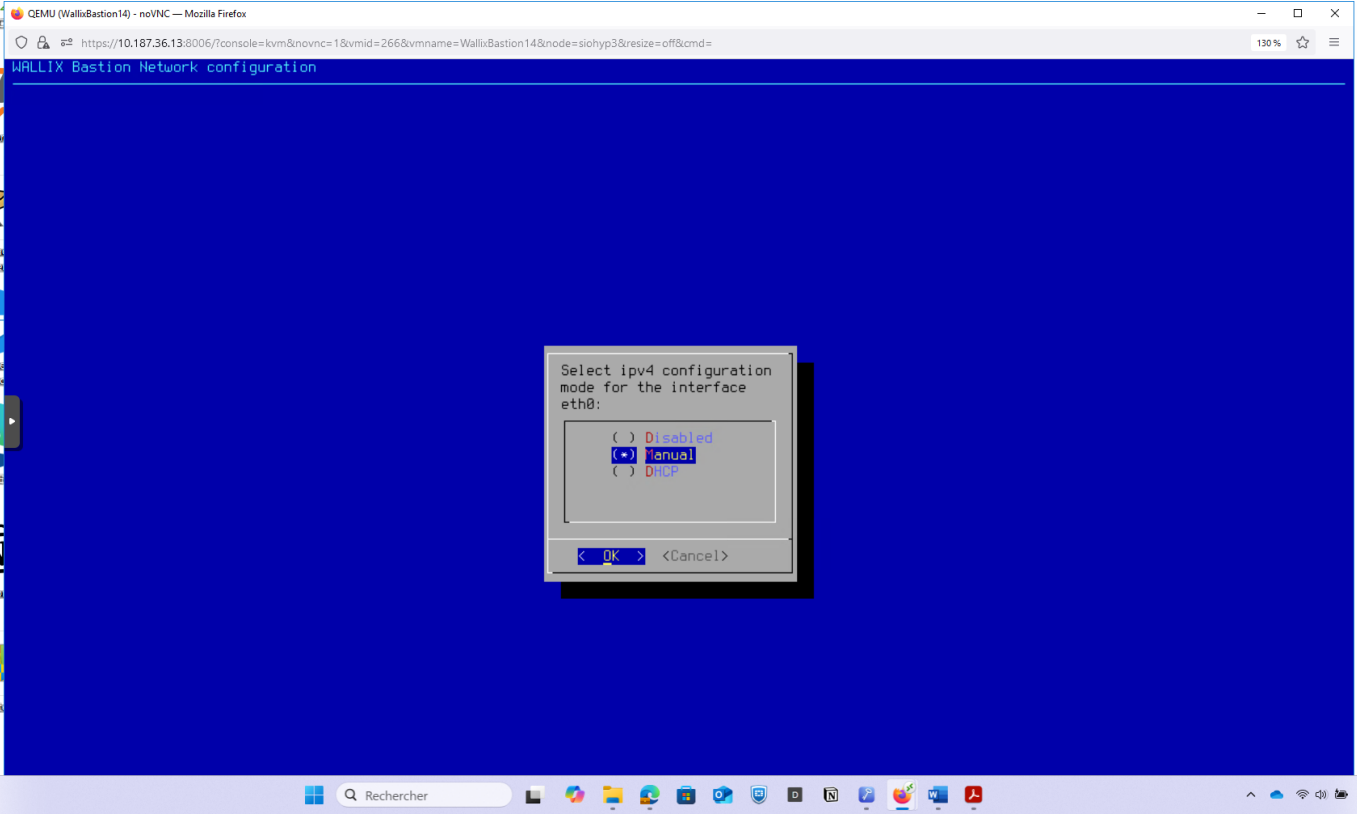 QEMU (WallixBastion14) - noVNC — Mozilla Firefox
https://10.187.36.13:8006/?console=kvm&novnc=1&vmid=266&vmname=WallixBastion14&node=siohyp3&resize=off&cmd=
130 %
WALLIX Bastion Network configuration
Select ipv4 configuration
mode for the interface
eth0:
( ) Disabled
(*) Manual
( ) DHCP
< OK > <Cancel>
Rechercher